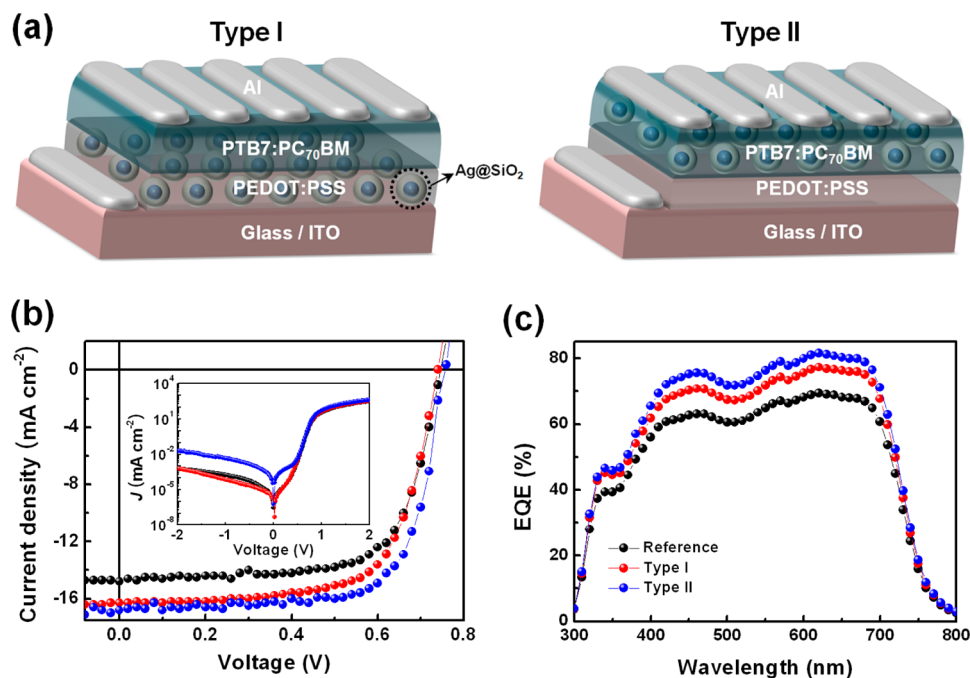 (a)
Type I
Type II
Al
PTB7:PC₇₀BM
PEDOT:PSS
Glass / ITO
Ag@SiO₂
PTB7:PC₇₀BM
PEDOT:PSS
Glass / ITO
(b)
Current density (mA cm⁻²)
0
-4
-8
-12
-16
0.0
0.2
0.4
0.6
0.8
Voltage (V)
J (mA cm⁻²)
10⁴
10¹
10⁻²
10⁻⁵
10⁻⁸
-2
-1
0
1
2
Voltage (V)
(c)
EQE (%)
80
60
40
20
0
300
400
500
600
700
800
Wavelength (nm)
Reference
Type I
Type II